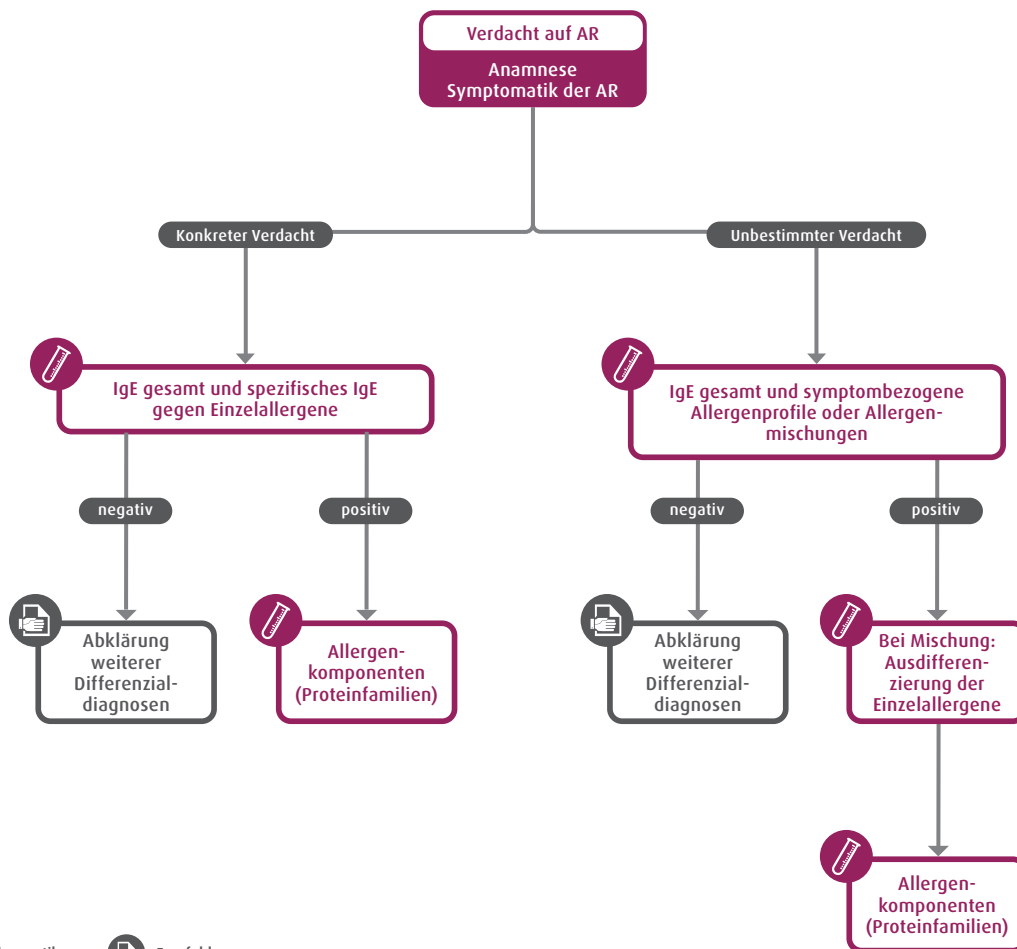 Verdacht auf AR
Anamnese
Symptomatik der AR
Konkreter Verdacht
Unbestimmter Verdacht
IgE gesamt und spezifisches IgE
gegen Einzelallergene
IgE gesamt und symptombezogene
Allergenprofile oder Allergen-
mischungen
negativ
positiv
negativ
positiv
Abklärung
weiterer
Differenzial-
diagnosen
Allergen-
komponenten
(Proteinfamilien)
Abklärung
weiterer
Differenzial-
diagnosen
Bei Mischung:
Ausdifferen-
zierung der
Einzelallergene
Allergen-
komponenten
(Proteinfamilien)